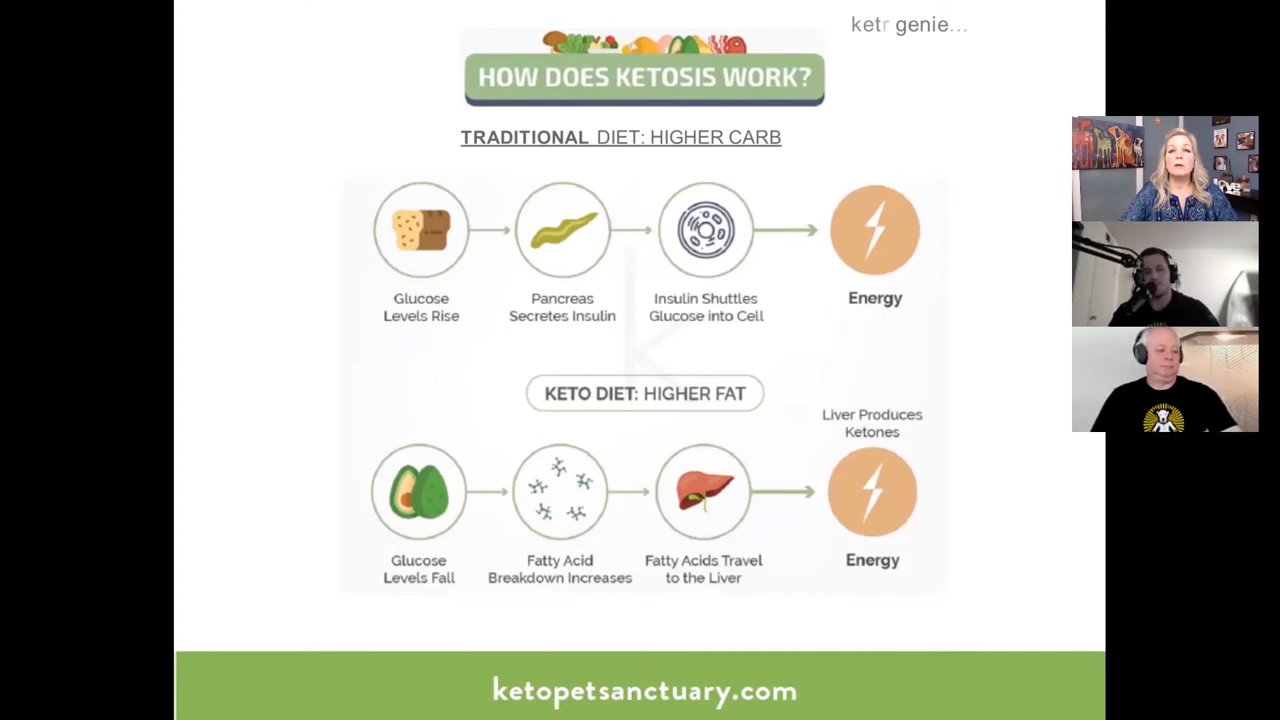 ketr genie...
HOW DOES KETOSIS WORK?
TRADITIONAL DIET: HIGHER CARB
Glucose
Levels Rise
Pancreas
Secretes Insulin
Insulin Shuttles
Glucose into Cell
Energy
KETO DIET: HIGHER FAT
Liver Produces
Ketones
Glucose
Levels Fall
Fatty Acid
Breakdown Increases
Fatty Acids Travel
to the Liver
Energy
ketopetsanctuary.com